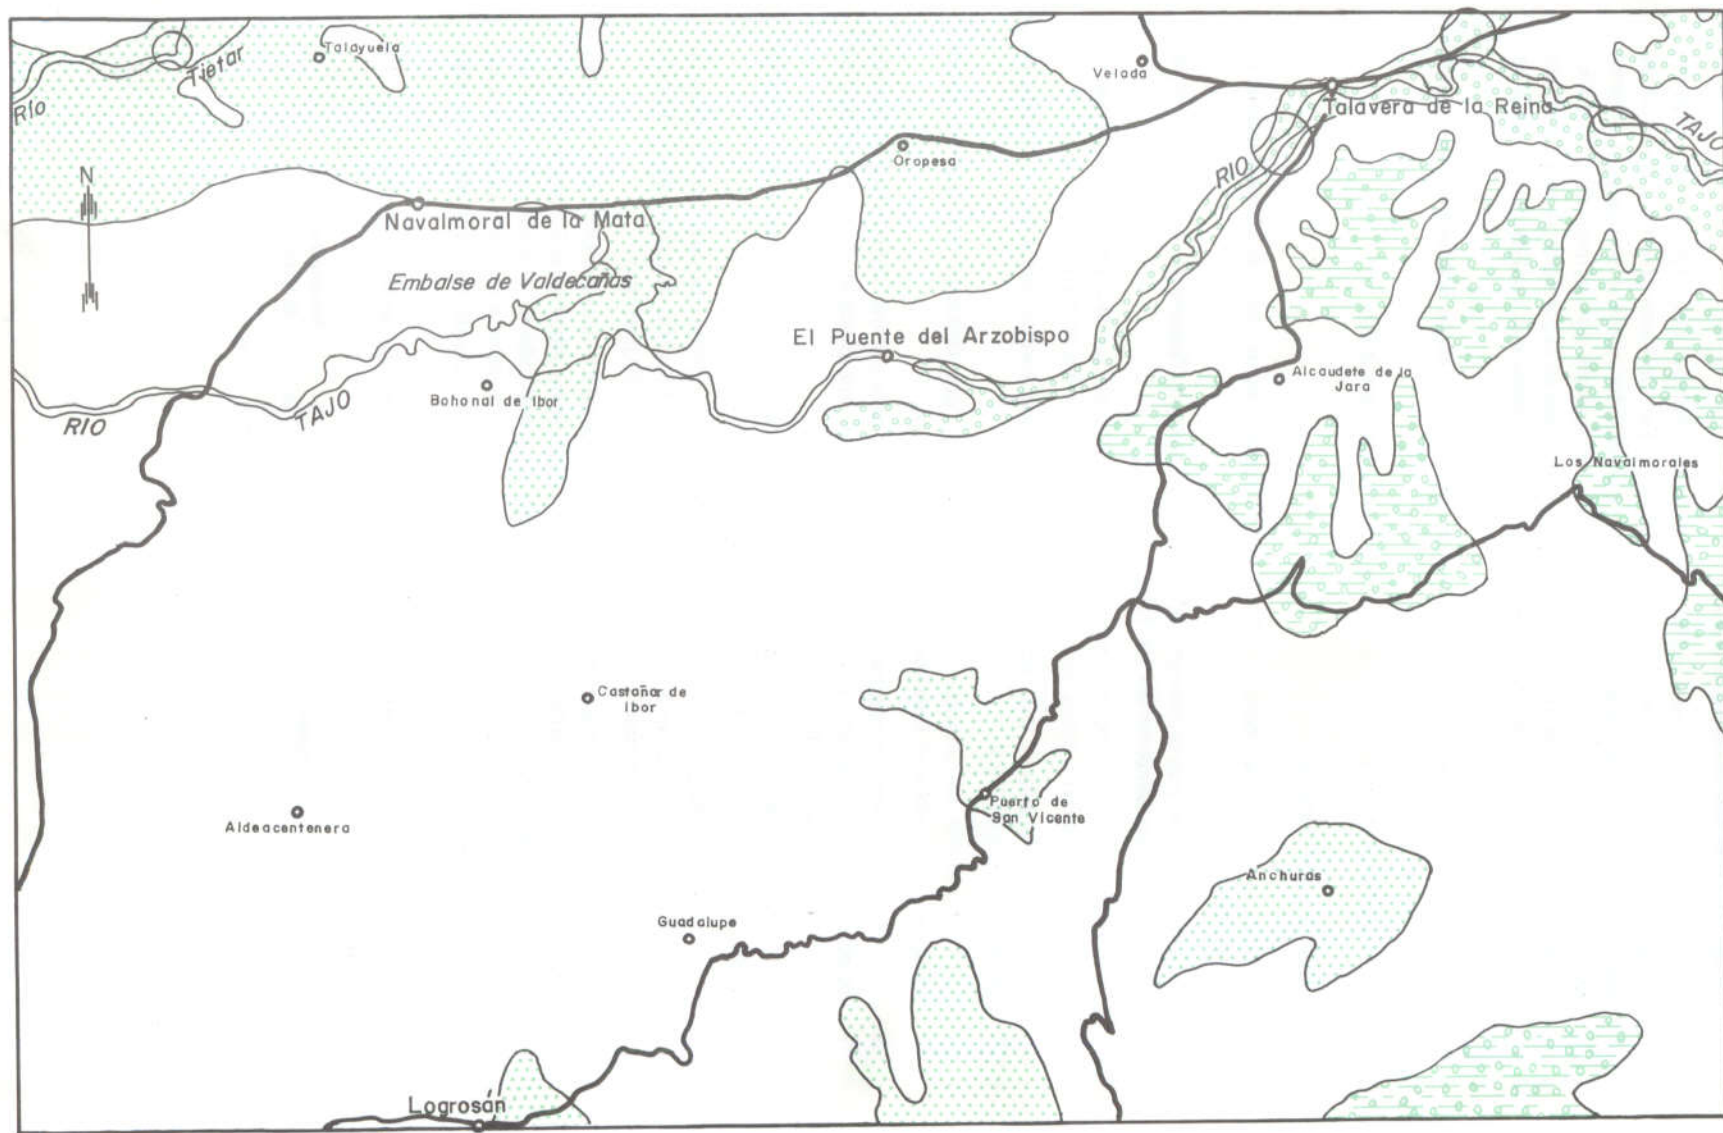 Talayuela
Velada
RÍO
Tietar
Talavera de la Reina
TAJO
Oropesa
RIO
N
Navalmoral de la Mata
Embalse de Valdecañas
El Puente del Arzobispo
Alcaudete de la
Jara
Bohonal de Ibor
RIO
TAJO
Los Navalmorales
Castañar de
Ibor
Puerto de
San Vicente
Aldeacentenera
Anchuras
Guadalupe
Logrosán